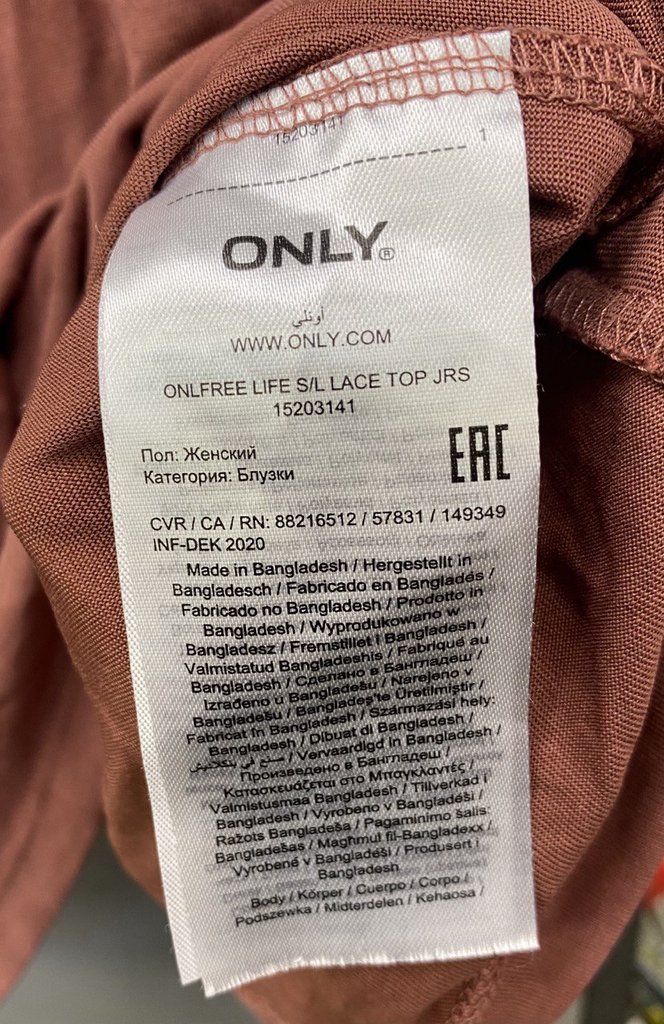 15203141
1
ONLY®
أونلي
WWW.ONLY.COM
ONLFREE LIFE S/L LACE TOP JRS
15203141
Пол: Женский
Категория: Блузки
EAC
CVR / CA / RN: 88216512 / 57831 / 149349
INF-DEK 2020
Made in Bangladesh / Hergestellt in
Bangladesch / Fabricado en Bangladés /
Fabricado no Bangladesh / Prodotto in
Bangladesh / Wyprodukowano w
Bangladesz / Fremstillet i Bangladesh /
Valmistatud Bangladeshis / Fabriqué au
Bangladesh / Сделано в Бангладеш /
Izrađeno u Bangladešu / Narejeno v
Bangladešu / Bangladeş'te Üretilmiştir /
Fabricat în Bangladesh / Származási hely:
Bangladesh / Dibuat di Bangladesh /
صنع في بنغلاديش / Vervaardigd in Bangladesh /
Произведено в Бангладеш /
Κατασκευάζεται στο Μπαγκλαντές /
Valmistusmaa Bangladesh / Tillverkad i
Bangladesh / Vyrobeno v Bangladéši /
Ražots Bangladeša / Pagaminimo šalis:
Bangladešas / Magħmul fil-Bangladexx /
Vyrobené v Bangladéši / Produsert i
Bangladesh
Body / Körper / Cuerpo / Corpo /
Podszewka / Midterdelen / Kehaosa /